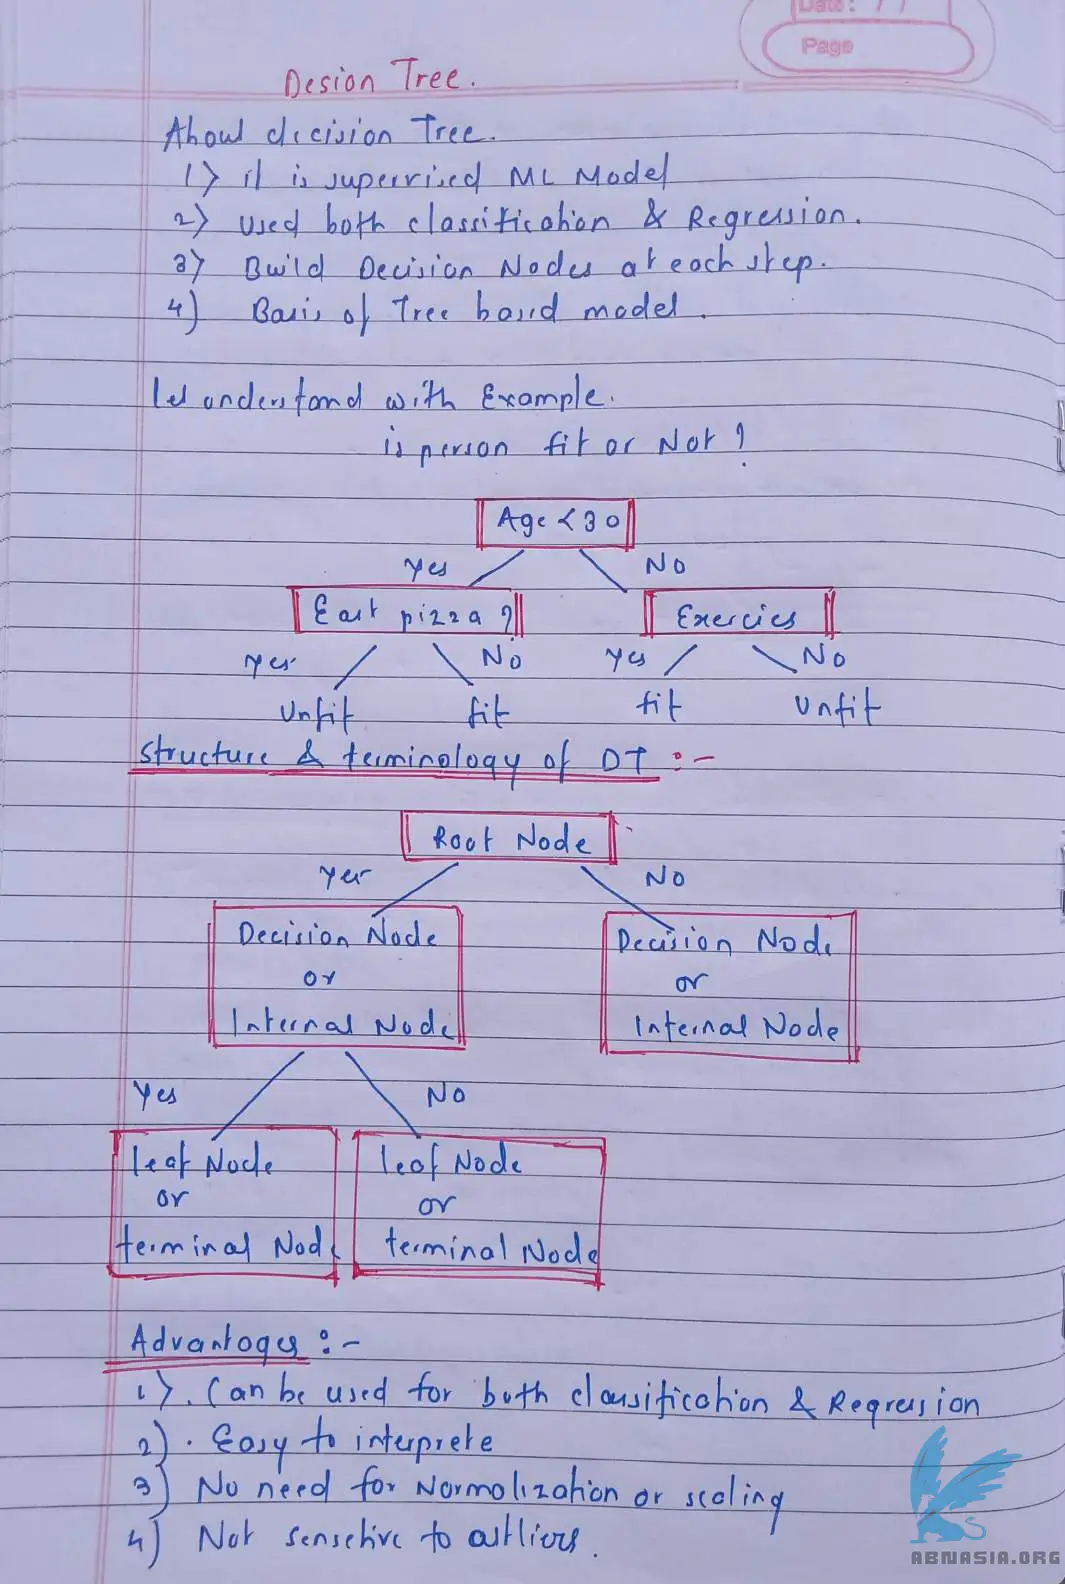 Date: / /
Page
Desion Tree.
About decision Tree.
1) it is supervised ML Model
2) Used both classification & Regression.
3) Build Decision Nodes at each step.
4) Basis of Tree based model.
let understand with Example.
is person fit or Not ?
Age < 30
Yes No
Eart pizza ? Exercies
Yes No Yes No
Unfit fit fit Unfit
Structure & terminology of DT :-
Root Node
Yes No
Decision Node Decision Node
or or
Internal Node Internal Node
Yes No
leaf Node leaf Node
or or
terminal Node terminal Node
Advantages :-
1). Can be used for both classification & Regression
2). Easy to interprete
3) No need for Normalization or scaling
4) Not sensetive to outliers.
ABNASIA.ORG